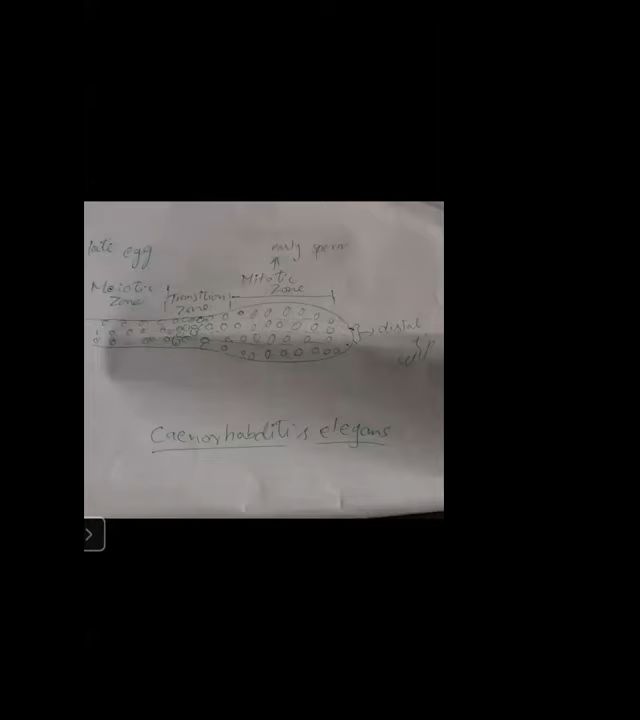 late egg
early sperm
Mitotic
Zone
Meiotic
Zone
Transition
Zone
distal
Caenorhabditis elegans